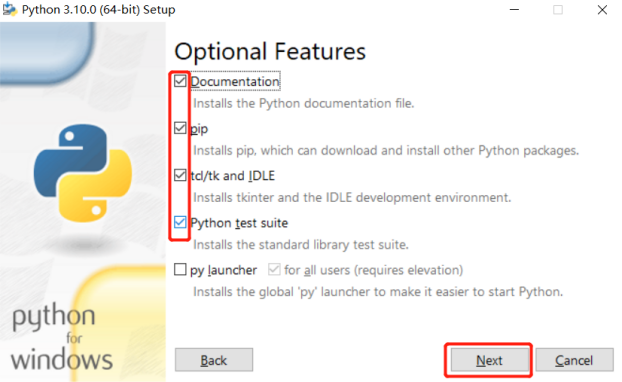 Python 3.10.0 (64-bit) Setup
Optional Features
Documentation
Installs the Python documentation file.
pip
Installs pip, which can download and install other Python packages.
tcl/tk and IDLE
Installs tkinter and the IDLE development environment.
Python test suite
Installs the standard library test suite.
py launcher for all users (requires elevation)
Installs the global 'py' launcher to make it easier to start Python.
python
for
windows
Back Next Cancel